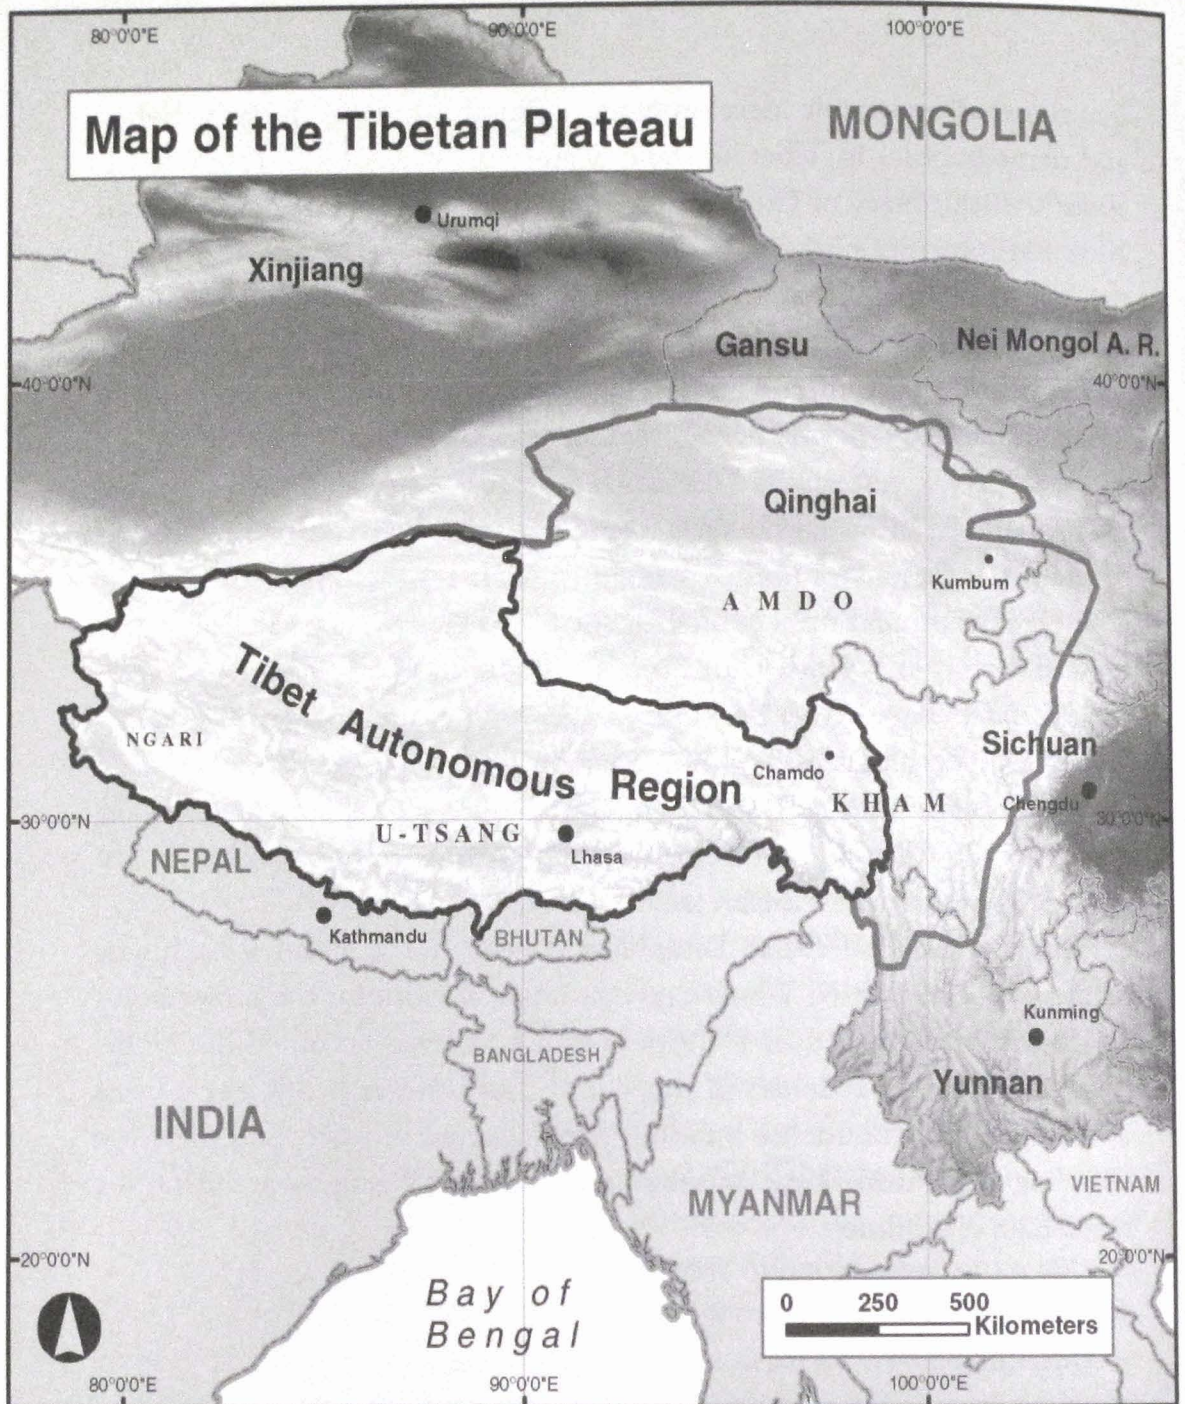 80°0'0"E
90°0'0"E
100°0'0"E
Map of the Tibetan Plateau
MONGOLIA
Urumqi
Xinjiang
Gansu
Nei Mongol A. R.
40°0'0"N
40°0'0"N
Qinghai
Kumbum
A M D O
Tibet Autonomous Region
NGARI
Sichuan
Chamdo
K H A M
Chengdu
30°0'0"N
30°0'0"N
U-TSANG
Lhasa
NEPAL
Kathmandu
BHUTAN
Kunming
BANGLADESH
Yunnan
INDIA
VIETNAM
MYANMAR
20°0'0"N
20°0'0"N
Bay of
Bengal
0 250 500
Kilometers
80°0'0"E
90°0'0"E
100°0'0"E